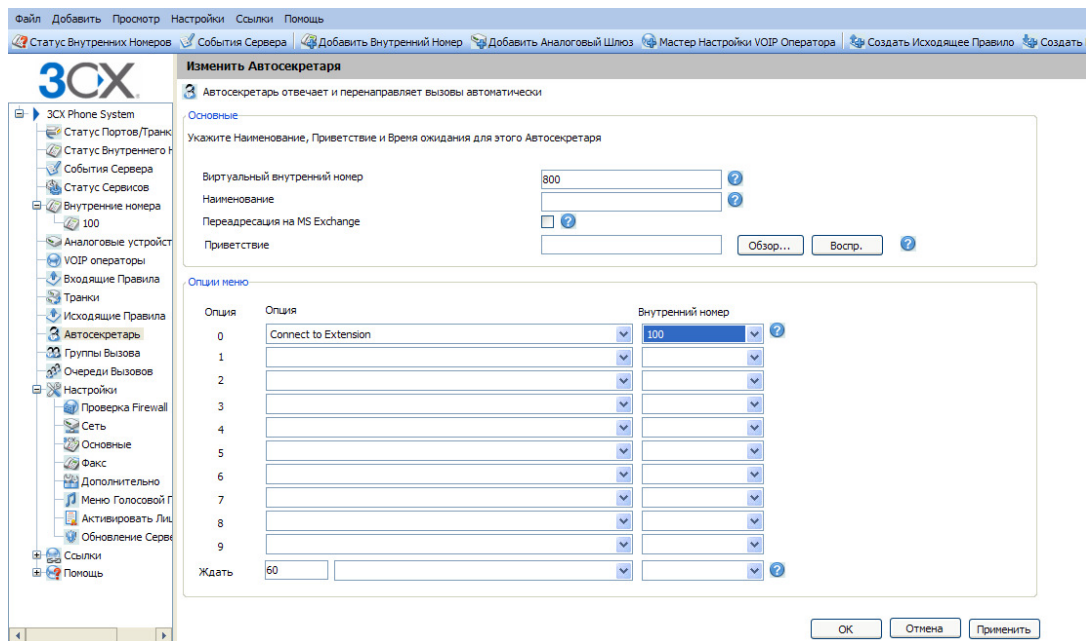 Файл Добавить Просмотр Настройки Ссылки Помощь
Статус Внутренних Номеров События Сервера Добавить Внутренний Номер Добавить Аналоговый Шлюз Мастер Настройки VOIP Оператора Создать Исходящее Правило Создать
3CX
Изменить Автосекретаря
Автосекретарь отвечает и перенаправляет вызовы автоматически
3CX Phone System
Статус Портов/Транк
Статус Внутреннего Н
События Сервера
Статус Сервисов
Внутренние номера
100
Аналоговые устройст
VOIP операторы
Входящие Правила
Транки
Исходящие Правила
Автосекретарь
Группы Вызова
Очереди Вызовов
Настройки
Проверка Firewall
Сеть
Основные
Факс
Дополнительно
Меню Голосовой П
Активировать Лиц
Обновление Серве
Ссылки
Помощь
Основные
Укажите Наименование, Приветствие и Время ожидания для этого Автосекретаря
Виртуальный внутренний номер 800
Наименование
Переадресация на MS Exchange
Приветствие Обзор... Воспр.
Опции меню
Опция Опция Внутренний номер
0 Connect to Extension 100
1
2
3
4
5
6
7
8
9
Ждать 60
OK Отмена Применить